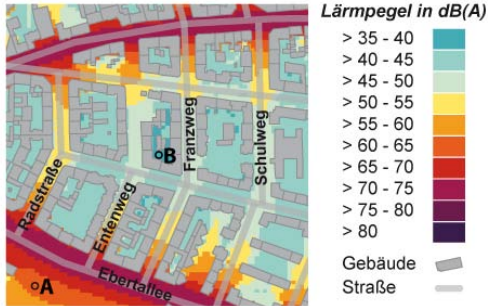 Lärmpegel in dB(A)
> 35 - 40
> 40 - 45
> 45 - 50
> 50 - 55
> 55 - 60
> 60 - 65
> 65 - 70
> 70 - 75
> 75 - 80
> 80
Gebäude
Straße
Radstraße
Entenweg
Franzweg
Schulweg
Ebertallee
A
B